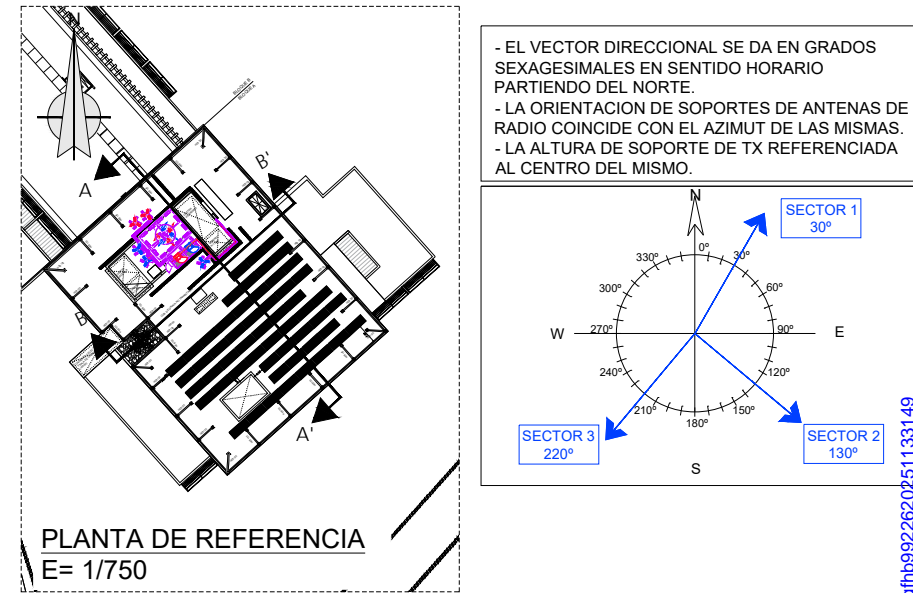 A
B'
B
A'
PLANTA DE REFERENCIA
E= 1/750
- EL VECTOR DIRECCIONAL SE DA EN GRADOS
SEXAGESIMALES EN SENTIDO HORARIO
PARTIENDO DEL NORTE.
- LA ORIENTACION DE SOPORTES DE ANTENAS DE
RADIO COINCIDE CON EL AZIMUT DE LAS MISMAS.
- LA ALTURA DE SOPORTE DE TX REFERENCIADA
AL CENTRO DEL MISMO.
N
SECTOR 1
30º
0º
330º
30º
300º
60º
W
270º
90º
E
240º
120º
210º
150º
180º
SECTOR 3
220º
SECTOR 2
130º
S
gfhb99226202511​33149